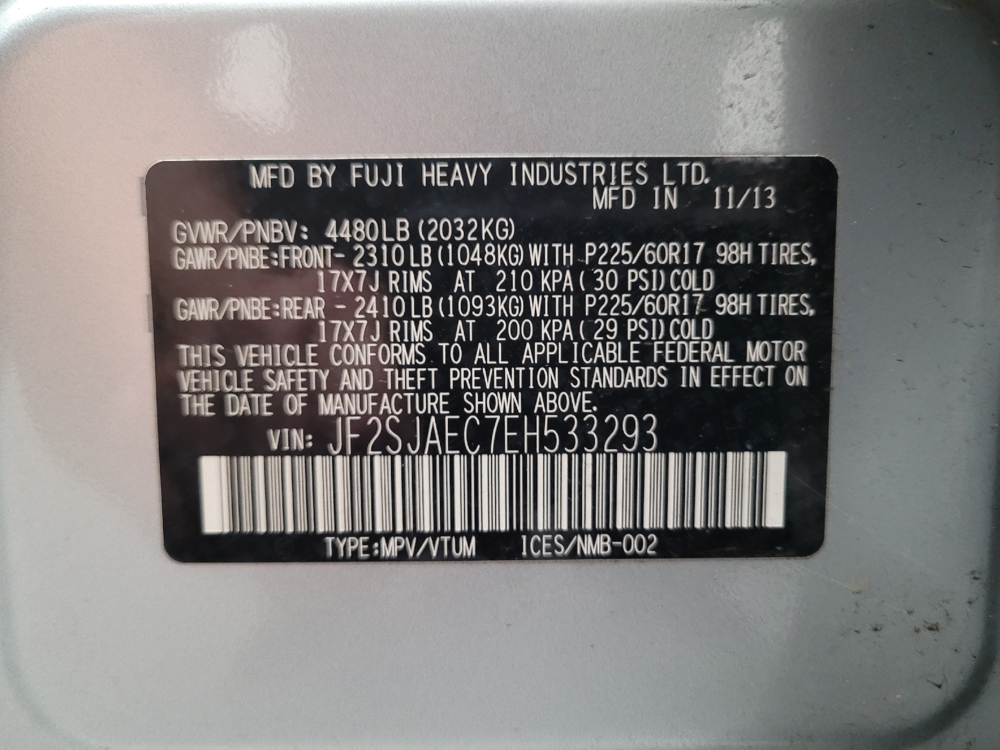 MFD BY FUJI HEAVY INDUSTRIES LTD.
MFD IN 11/13
GVWR/PNBV: 4480LB (2032KG)
GAWR/PNBE:FRONT- 2310LB (1048KG) WITH P225/60R17 98H TIRES,
17X7J RIMS AT 210 KPA ( 30 PSI) COLD
GAWR/PNBE:REAR - 2410LB (1093KG) WITH P225/60R17 98H TIRES,
17X7J RIMS AT 200 KPA ( 29 PSI) COLD
THIS VEHICLE CONFORMS TO ALL APPLICABLE FEDERAL MOTOR
VEHICLE SAFETY AND THEFT PREVENTION STANDARDS IN EFFECT ON
THE DATE OF MANUFACTURE SHOWN ABOVE.
VIN: JF2SJAEC7EH533293
TYPE:MPV/VTUM ICES/NMB-002